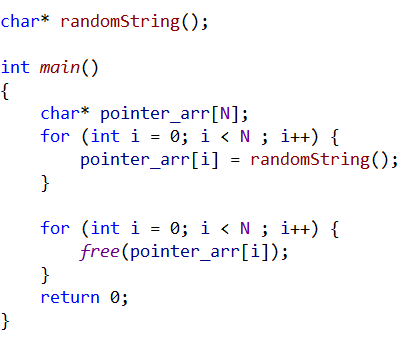 char* randomString();
int main()
{
char* pointer_arr[N];
for (int i = 0; i < N ; i++) {
pointer_arr[i] = randomString();
}
for (int i = 0; i < N ; i++) {
free(pointer_arr[i]);
}
return 0;
}